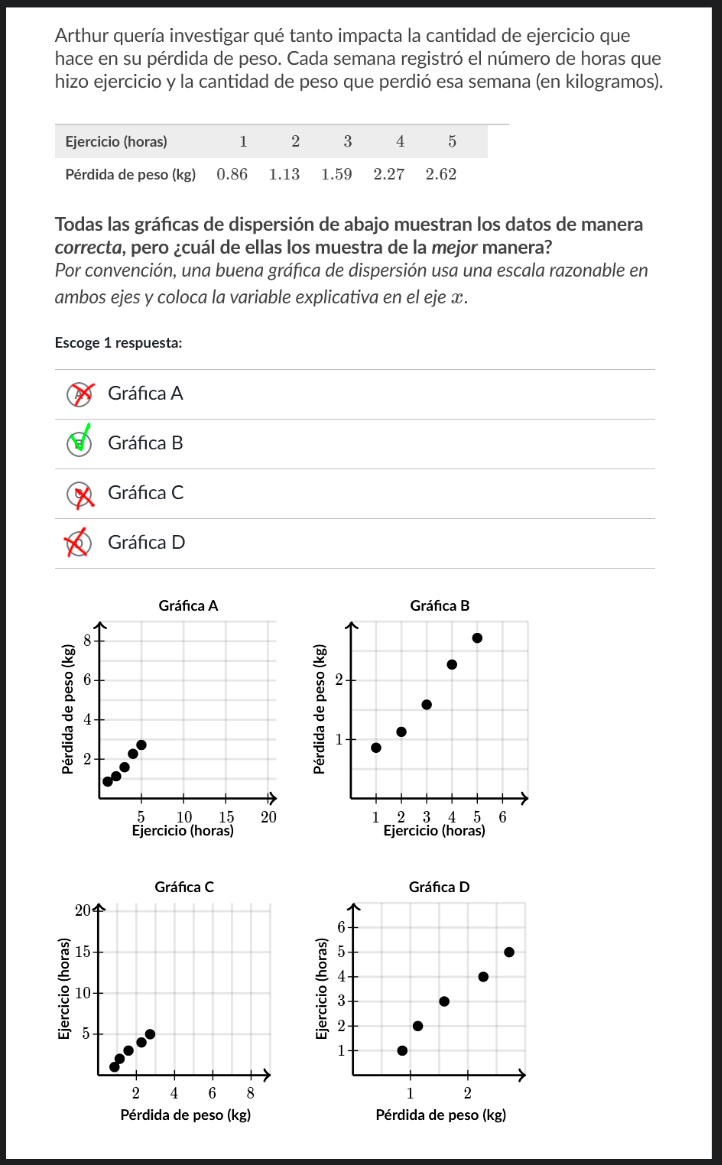 Arthur quería investigar qué tanto impacta la cantidad de ejercicio que
hace en su pérdida de peso. Cada semana registró el número de horas que
hizo ejercicio y la cantidad de peso que perdió esa semana (en kilogramos).
Ejercicio (horas) 1 2 3 4 5
Pérdida de peso (kg) 0.86 1.13 1.59 2.27 2.62
Todas las gráficas de dispersión de abajo muestran los datos de manera
correcta, pero ¿cuál de ellas los muestra de la mejor manera?
Por convención, una buena gráfica de dispersión usa una escala razonable en
ambos ejes y coloca la variable explicativa en el eje x.
Escoge 1 respuesta:
A Gráfica A
Gráfica B
C Gráfica C
D Gráfica D
Gráfica A
Pérdida de peso (kg)
8
6
4
2
5 10 15 20
Ejercicio (horas)
Gráfica B
Pérdida de peso (kg)
2
1
1 2 3 4 5 6
Ejercicio (horas)
Gráfica C
Ejercicio (horas)
20
15
10
5
2 4 6 8
Pérdida de peso (kg)
Gráfica D
Ejercicio (horas)
6
5
4
3
2
1
1 2
Pérdida de peso (kg)